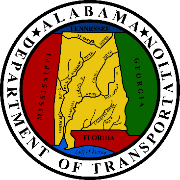 ALABAMA
DEPARTMENT OF TRANSPORTATION
TENNESSEE
MISSISSIPPI
GEORGIA
FLORIDA